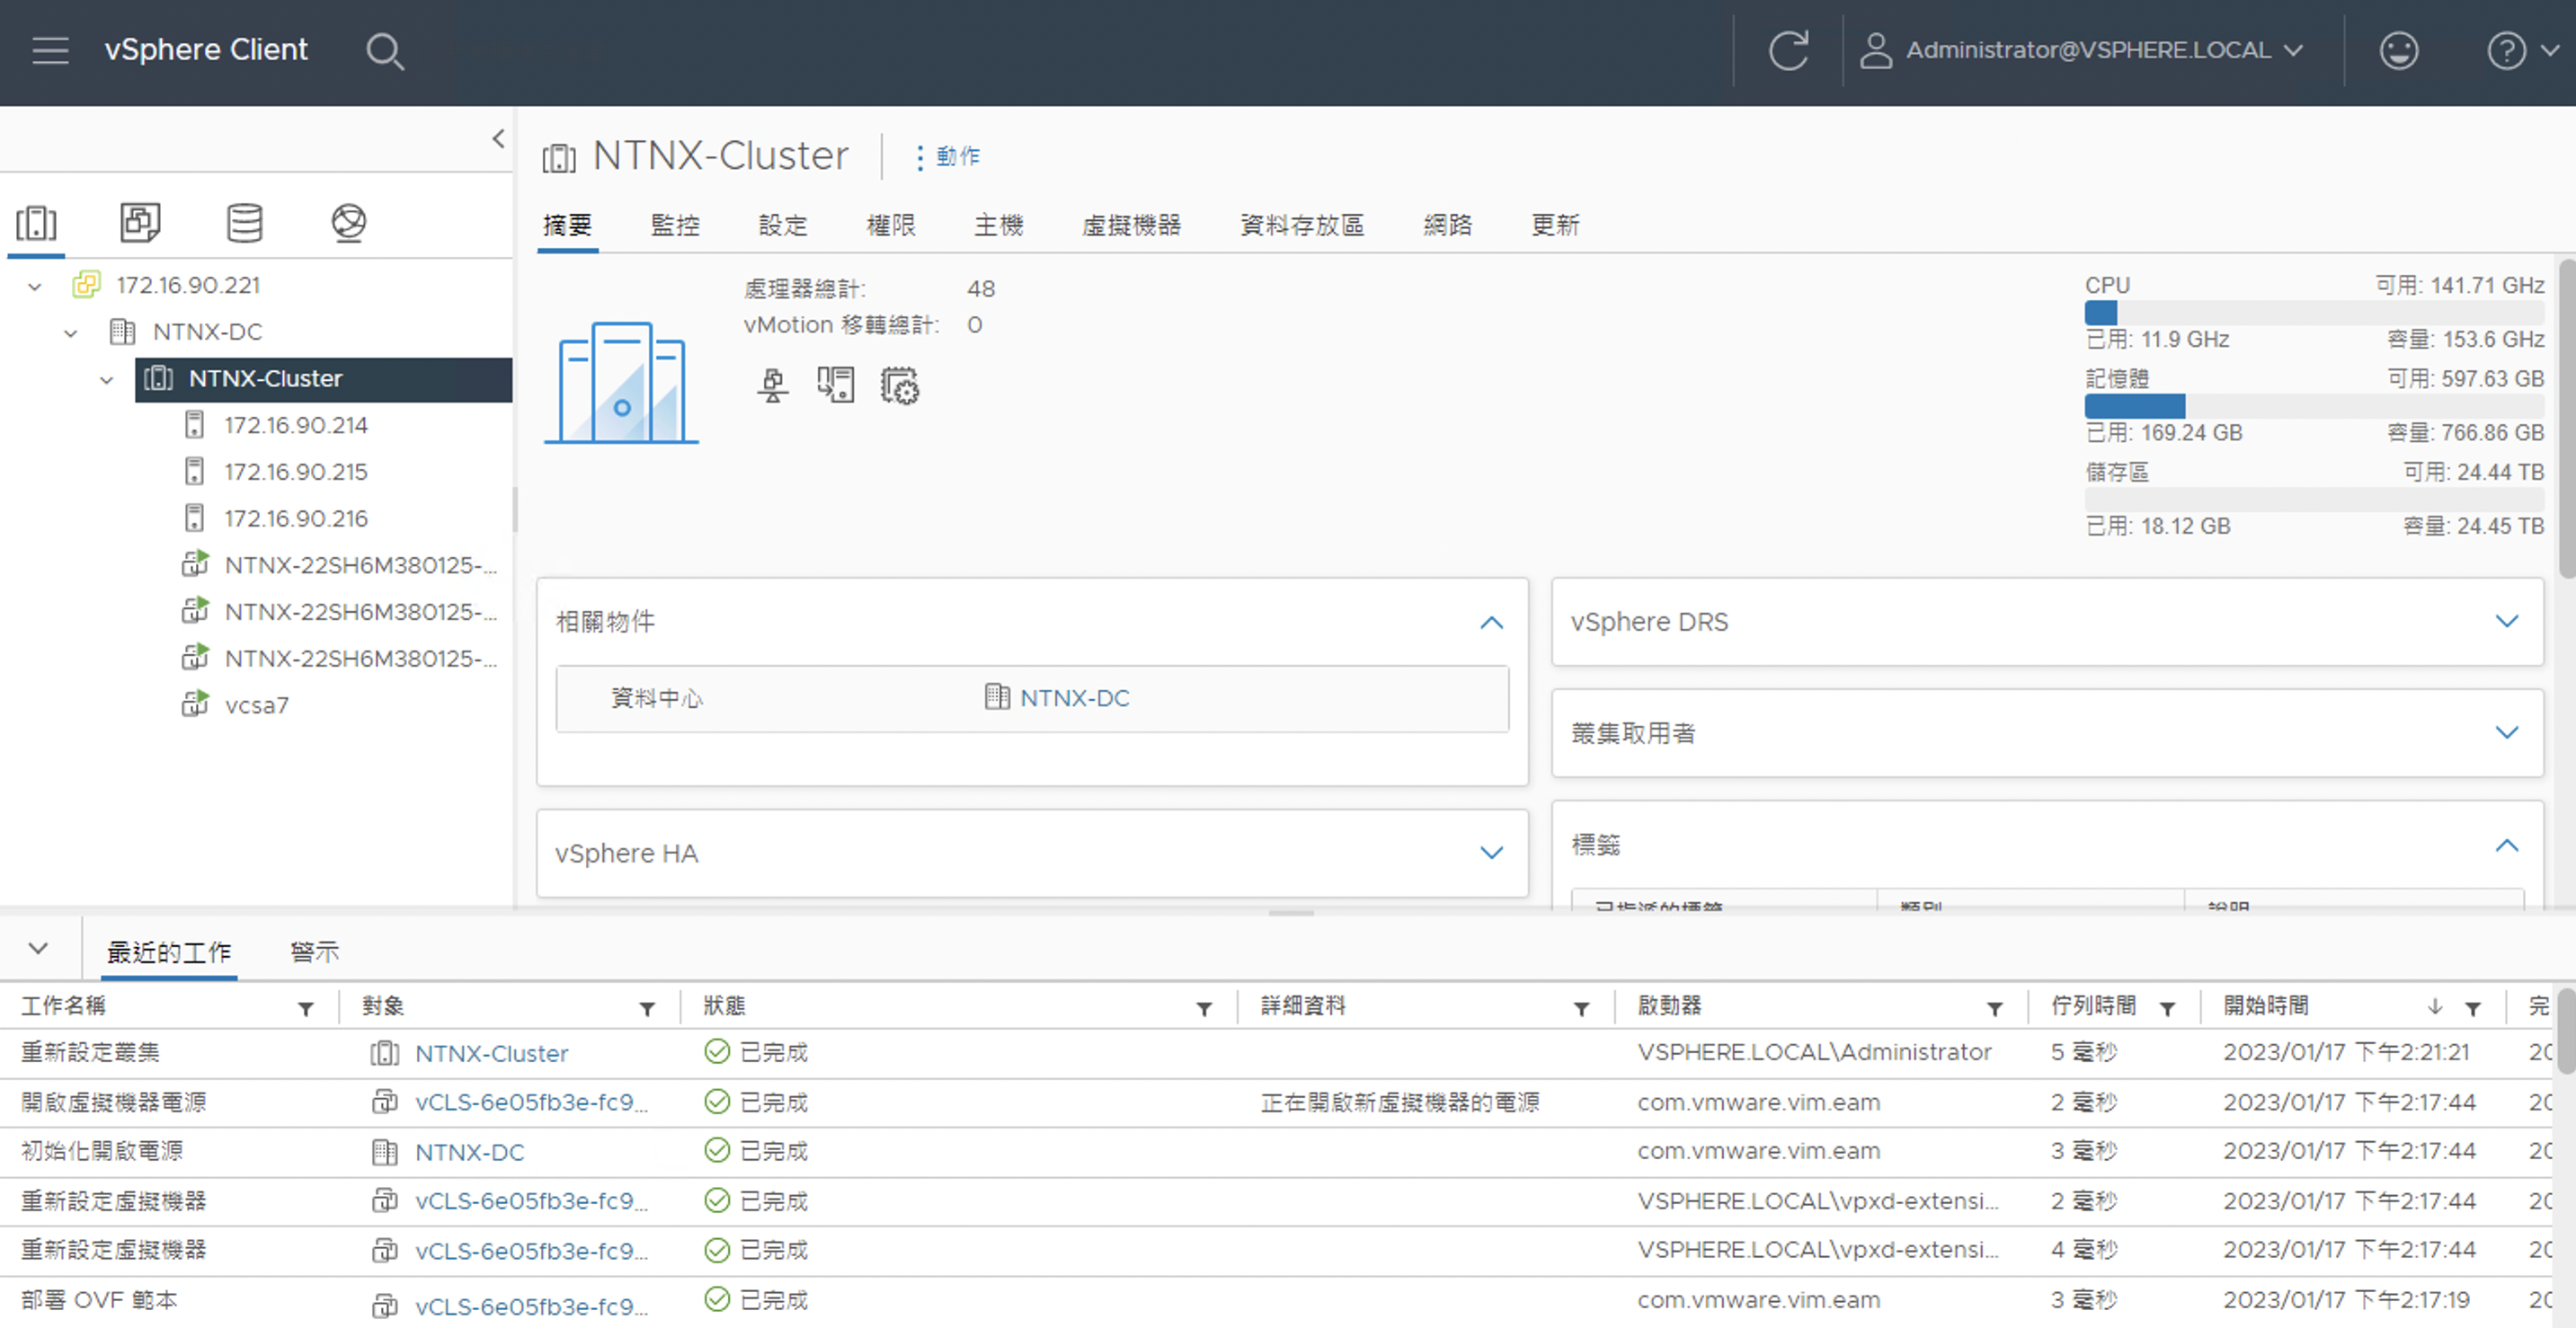 vSphere Client
Administrator@VSPHERE.LOCAL
172.16.90.221
NTNX-DC
NTNX-Cluster
172.16.90.214
172.16.90.215
172.16.90.216
NTNX-22SH6M380125-...
NTNX-22SH6M380125-...
NTNX-22SH6M380125-...
vcsa7
NTNX-Cluster 動作
摘要 監控 設定 權限 主機 虛擬機器 資料存放區 網路 更新
處理器總計: 48
vMotion 移轉總計: 0
CPU 可用: 141.71 GHz
已用: 11.9 GHz 容量: 153.6 GHz
記憶體 可用: 597.63 GB
已用: 169.24 GB 容量: 766.86 GB
儲存區 可用: 24.44 TB
已用: 18.12 GB 容量: 24.45 TB
相關物件
資料中心 NTNX-DC
vSphere HA
vSphere DRS
叢集取用者
標籤
已指派的標籤 類別 說明
最近的工作 警示
工作名稱 對象 狀態 詳細資料 啟動器 佇列時間 開始時間 完
重新設定叢集 NTNX-Cluster 已完成 VSPHERE.LOCAL\Administrator 5 毫秒 2023/01/17 下午2:21:21 20
開啟虛擬機器電源 vCLS-6e05fb3e-fc9... 已完成 正在開啟新虛擬機器的電源 com.vmware.vim.eam 2 毫秒 2023/01/17 下午2:17:44 20
初始化開啟電源 NTNX-DC 已完成 com.vmware.vim.eam 3 毫秒 2023/01/17 下午2:17:44 20
重新設定虛擬機器 vCLS-6e05fb3e-fc9... 已完成 VSPHERE.LOCAL\vpxd-extensi... 2 毫秒 2023/01/17 下午2:17:44 20
重新設定虛擬機器 vCLS-6e05fb3e-fc9... 已完成 VSPHERE.LOCAL\vpxd-extensi... 4 毫秒 2023/01/17 下午2:17:44 20
部署 OVF 範本 vCLS-6e05fb3e-fc9... 已完成 com.vmware.vim.eam 3 毫秒 2023/01/17 下午2:17:19 20